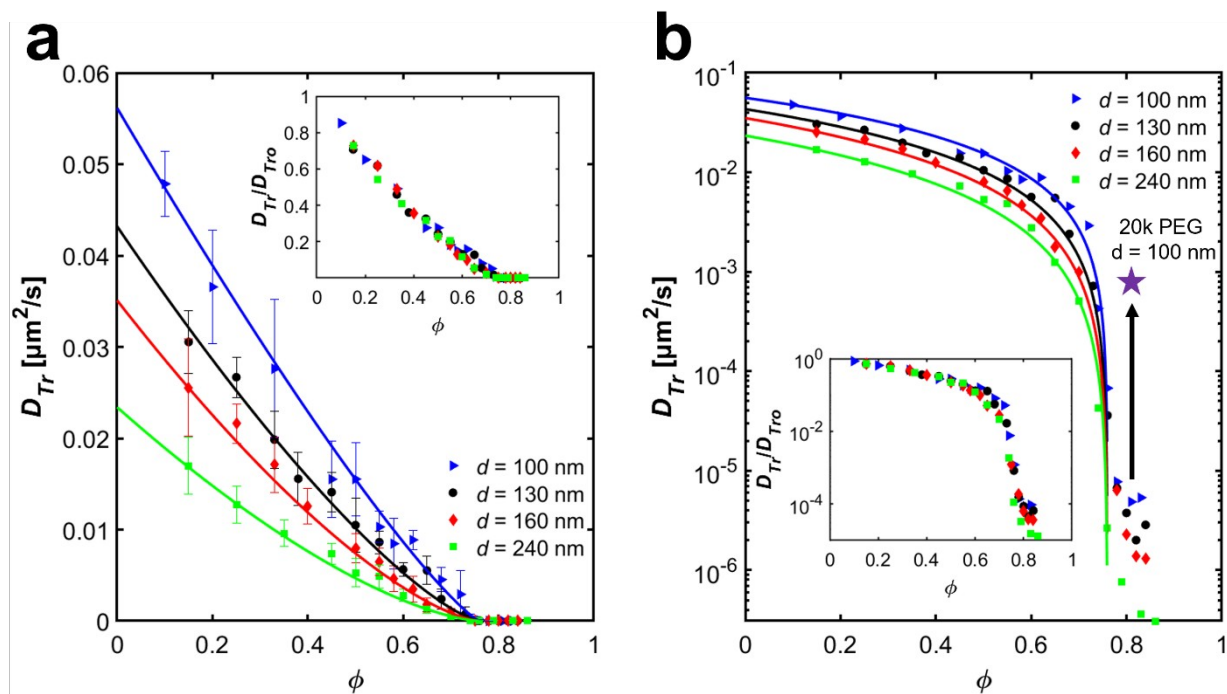 a
0.06
0.05
0.04
0.03
0.02
0.01
0
D_Tr [µm²/s]
0 0.2 0.4 0.6 0.8 1
ϕ
1
0.8
0.6
0.4
0.2
D_Tr/D_Tro
0 0.2 0.4 0.6 0.8 1
ϕ
d = 100 nm
d = 130 nm
d = 160 nm
d = 240 nm
b
10⁻¹
10⁻²
10⁻³
10⁻⁴
10⁻⁵
10⁻⁶
D_Tr [µm²/s]
0 0.2 0.4 0.6 0.8 1
ϕ
d = 100 nm
d = 130 nm
d = 160 nm
d = 240 nm
20k PEG
d = 100 nm
10⁰
10⁻²
10⁻⁴
D_Tr/D_Tro
0 0.2 0.4 0.6 0.8 1
ϕ